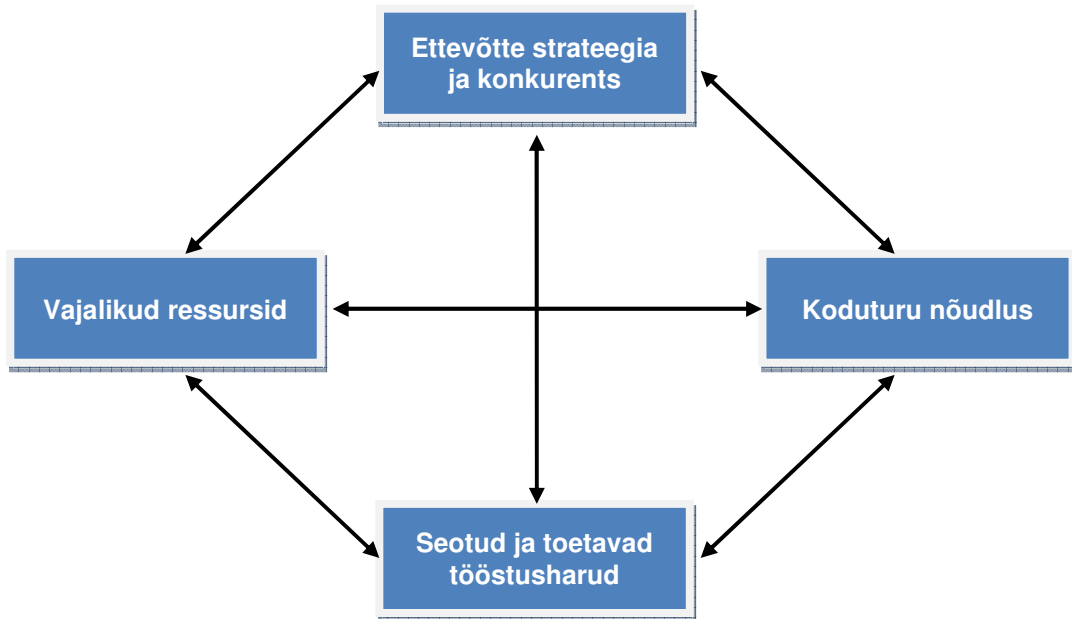 Ettevõtte strateegia
ja konkurents
Vajalikud ressursid
Koduturu nõudlus
Seotud ja toetavad
tööstusharud